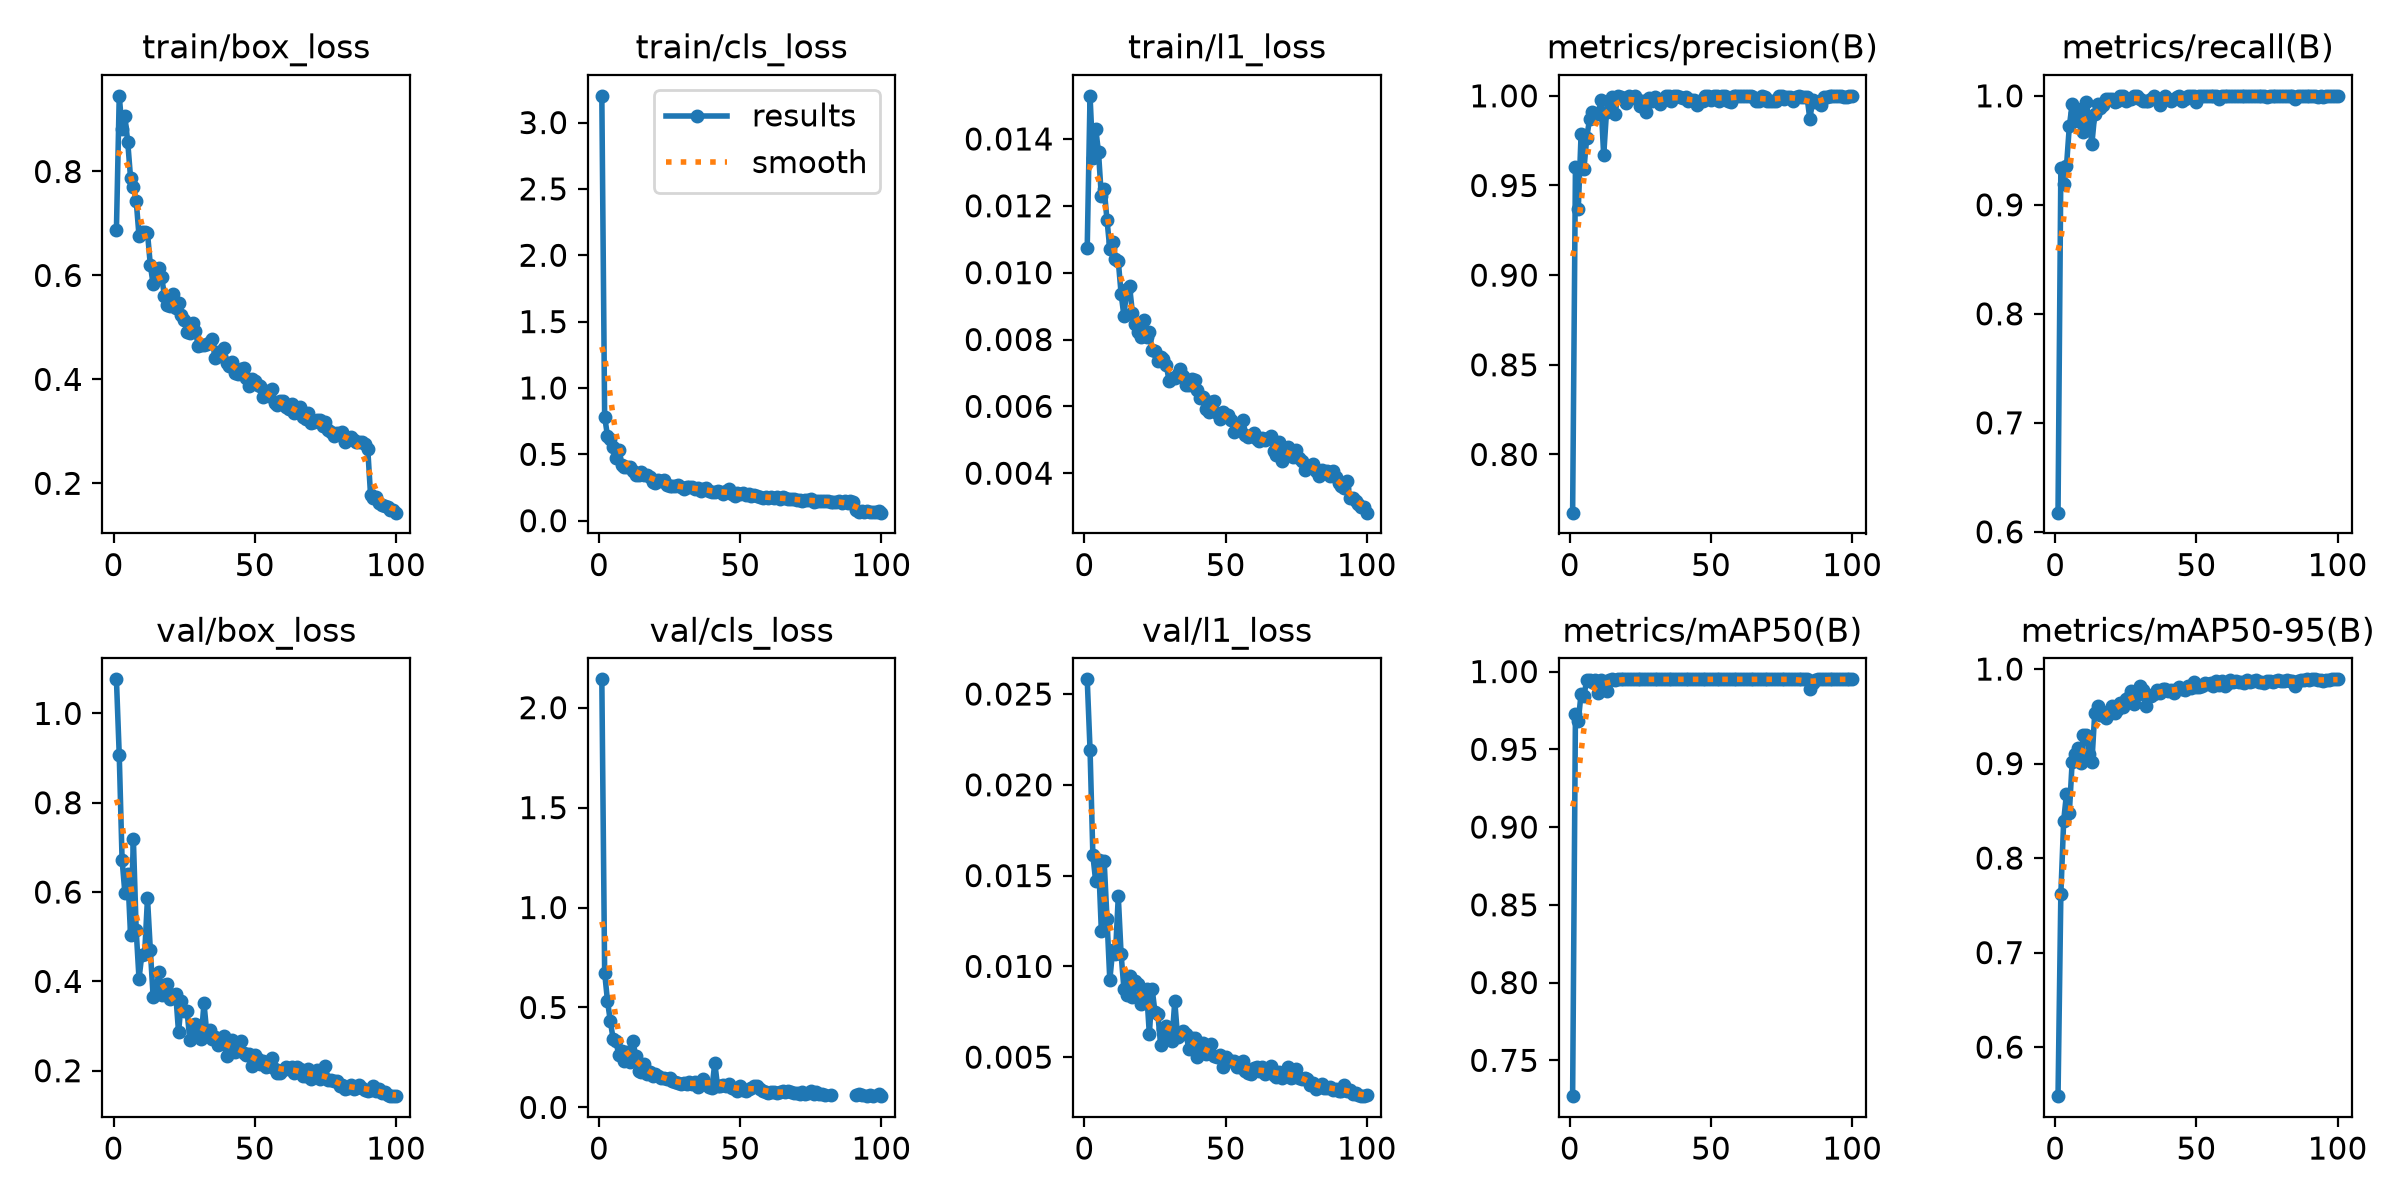 train/box_loss
0.8
0.6
0.4
0.2
0 50 100
train/cls_loss
results
smooth
3.0
2.5
2.0
1.5
1.0
0.5
0.0
0 50 100
train/l1_loss
0.014
0.012
0.010
0.008
0.006
0.004
0 50 100
metrics/precision(B)
1.00
0.95
0.90
0.85
0.80
0 50 100
metrics/recall(B)
1.0
0.9
0.8
0.7
0.6
0 50 100
val/box_loss
1.0
0.8
0.6
0.4
0.2
0 50 100
val/cls_loss
2.0
1.5
1.0
0.5
0.0
0 50 100
val/l1_loss
0.025
0.020
0.015
0.010
0.005
0 50 100
metrics/mAP50(B)
1.00
0.95
0.90
0.85
0.80
0.75
0 50 100
metrics/mAP50-95(B)
1.0
0.9
0.8
0.7
0.6
0 50 100